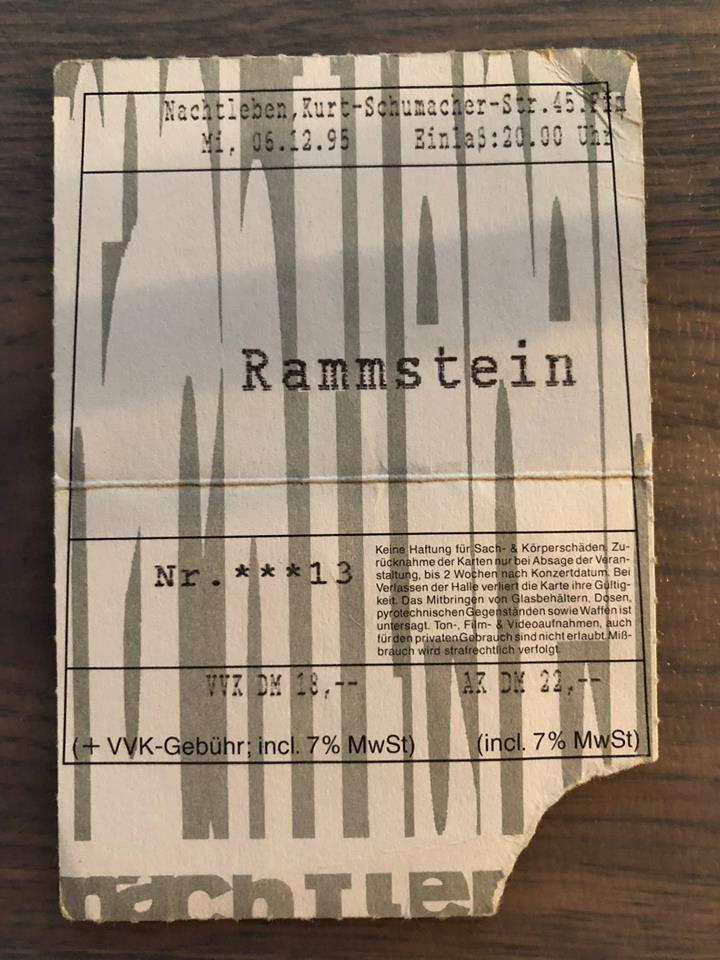 Nachtleben,Kurt-Schumacher-Str.45.Ffm
Mi, 06.12.95 Einlaß:20.00 Uhr
Rammstein
Nr.***13
Keine Haftung für Sach- & Körperschäden. Zu-
rücknahme der Karten nur bei Absage der Veran-
staltung, bis 2 Wochen nach Konzertdatum. Bei
Verlassen der Halle verliert die Karte ihre Gültig-
keit. Das Mitbringen von Glasbehältern, Dosen,
pyrotechnischen Gegenständen sowie Waffen ist
untersagt. Ton-, Film- & Videoaufnahmen, auch
für den privaten Gebrauch sind nicht erlaubt. Miß-
brauch wird strafrechtlich verfolgt.
VVK DM 18,-- AK DM 22,--
(+ VVK-Gebühr; incl. 7% MwSt) (incl. 7% MwSt)
nachtle